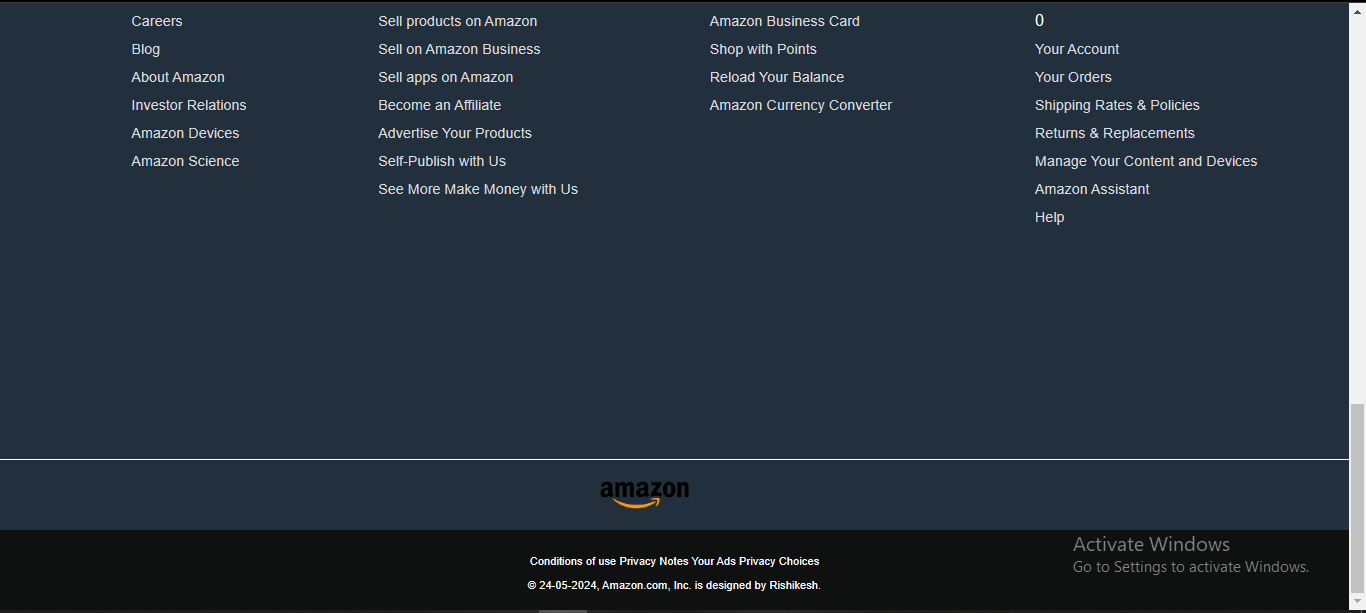 Careers
Blog
About Amazon
Investor Relations
Amazon Devices
Amazon Science
Sell products on Amazon
Sell on Amazon Business
Sell apps on Amazon
Become an Affiliate
Advertise Your Products
Self-Publish with Us
See More Make Money with Us
Amazon Business Card
Shop with Points
Reload Your Balance
Amazon Currency Converter
0
Your Account
Your Orders
Shipping Rates & Policies
Returns & Replacements
Manage Your Content and Devices
Amazon Assistant
Help
amazon
Conditions of use Privacy Notes Your Ads Privacy Choices
© 24-05-2024, Amazon.com, Inc. is designed by Rishikesh.
Activate Windows
Go to Settings to activate Windows.